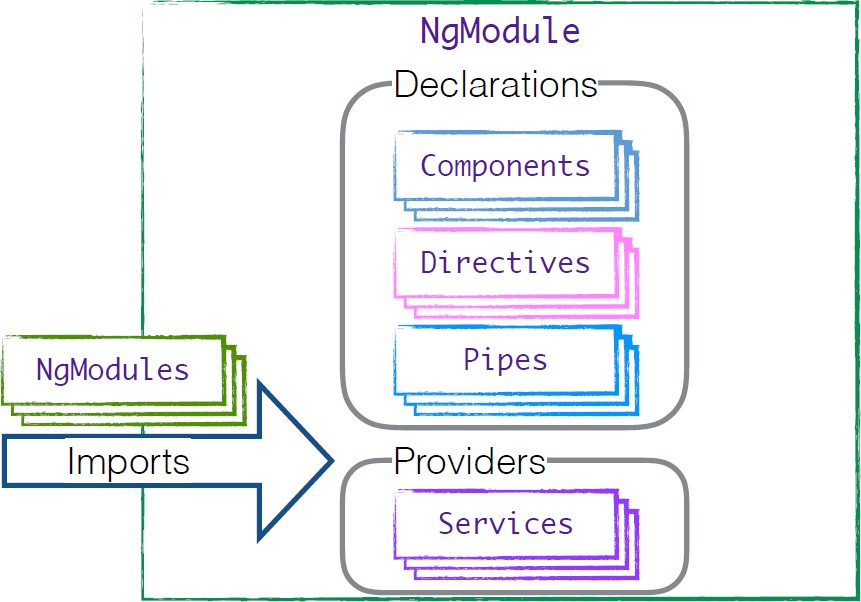 NgModule
Declarations
Components
Directives
Pipes
NgModules
Imports
Providers
Services